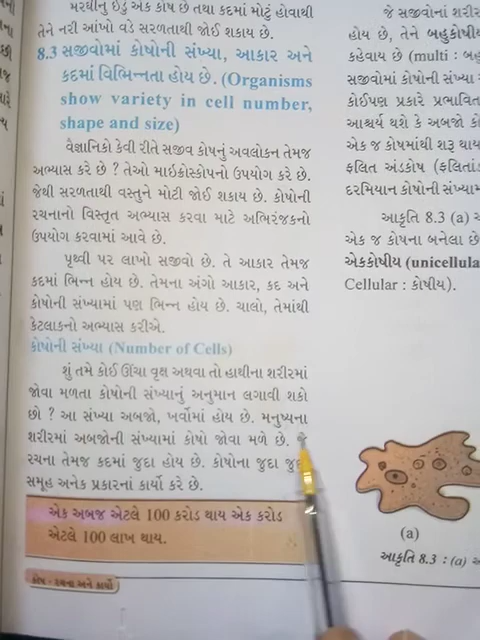 મરઘીનું ઈંડું એક કોષ છે તથા કદમાં મોટું હોવાથી
તેને નરી આંખો વડે સરળતાથી જોઈ શકાય છે.
8.3 સજીવોમાં કોષોની સંખ્યા, આકાર અને
કદમાં વિભિન્નતા હોય છે. (Organisms
show variety in cell number,
shape and size)
વૈજ્ઞાનિકો કેવી રીતે સજીવ કોષનું અવલોકન તેમજ
અભ્યાસ કરે છે ? તેઓ માઇક્રોસ્કોપનો ઉપયોગ કરે છે.
જેથી સરળતાથી વસ્તુને મોટી જોઈ શકાય છે. કોષોની
રચનાનો વિસ્તૃત અભ્યાસ કરવા માટે અભિરંજકનો
ઉપયોગ કરવામાં આવે છે.
પૃથ્વી પર લાખો સજીવો છે. તે આકાર તેમજ
કદમાં ભિન્ન હોય છે. તેમના અંગો આકાર, કદ અને
કોષોની સંખ્યામાં પણ ભિન્ન હોય છે. ચાલો, તેમાંથી
કેટલાકનો અભ્યાસ કરીએ.
કોષોની સંખ્યા (Number of Cells)
શું તમે કોઈ ઊંચા વૃક્ષ અથવા તો હાથીના શરીરમાં
જોવા મળતા કોષોની સંખ્યાનું અનુમાન લગાવી શકો
છો ? આ સંખ્યા અબજો, ખર્વોમાં હોય છે. મનુષ્યના
શરીરમાં અબજોની સંખ્યામાં કોષો જોવા મળે છે.
રચના તેમજ કદમાં જુદા હોય છે. કોષોના જુદા
સમૂહ અનેક પ્રકારનાં કાર્યો કરે છે.
એક અબજ એટલે 100 કરોડ થાય એક કરોડ
એટલે 100 લાખ થાય.
કોષ - રચના અને કાર્યો
જે સજીવોનાં શરીર
હોય છે, તેને બહુકોષીય
કહેવાય છે (multi : બહુ
સજીવોમાં કોષોની સંખ્યા
કોઈપણ પ્રકારે પ્રભાવિત
આશ્ચર્ય થશે કે અબજો કો
એક જ કોષમાંથી શરૂ થાય
ફલિત અંડકોષ (ફલિતાં
દરમિયાન કોષોની સંખ્યામ
આકૃતિ 8.3 (a)
એક જ કોષના બનેલા છે
એકકોષીય (unicellula
Cellular : કોષીય).
(a)
આકૃતિ 8.3 : (a)